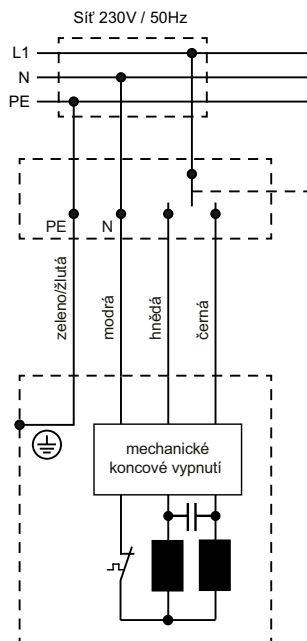 Síť 230V / 50Hz
L1
N
PE
PE
N
zeleno/žlutá
modrá
hnědá
černá
mechanické
koncové vypnutí